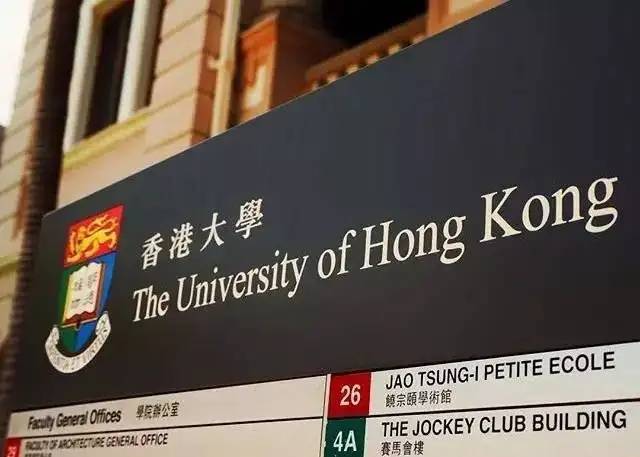 香港大學
The University of Hong Kong
Faculty General Offices 學院辦公室
FACULTY OF ARCHITECTURE GENERAL OFFICE
26 JAO TSUNG-I PETITE ECOLE
饒宗頤學術館
4A THE JOCKEY CLUB BUILDING
賽馬會樓